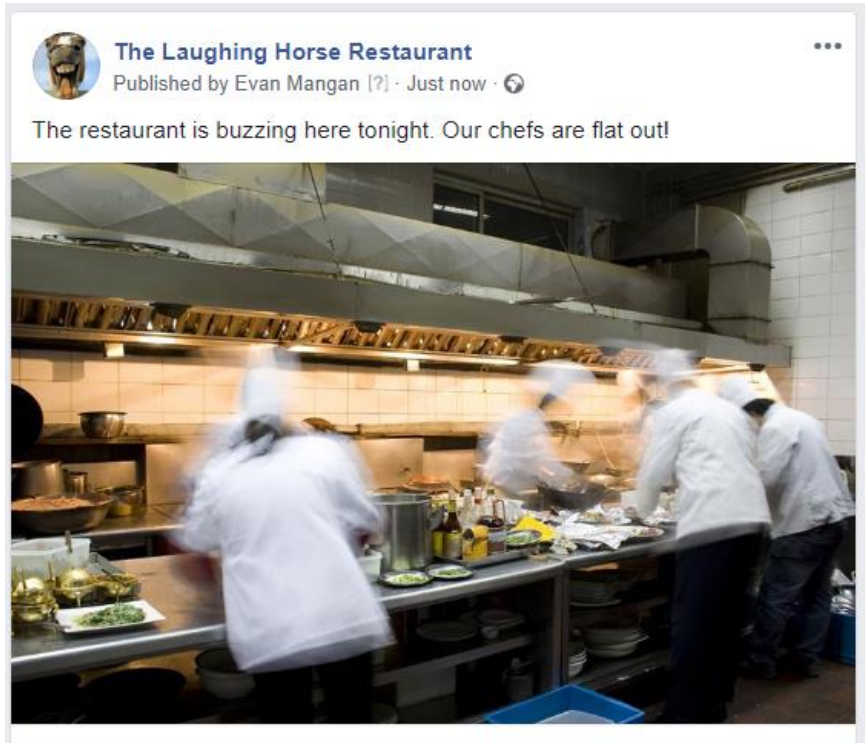 The Laughing Horse Restaurant
Published by Evan Mangan [?] · Just now ·
The restaurant is buzzing here tonight. Our chefs are flat out!